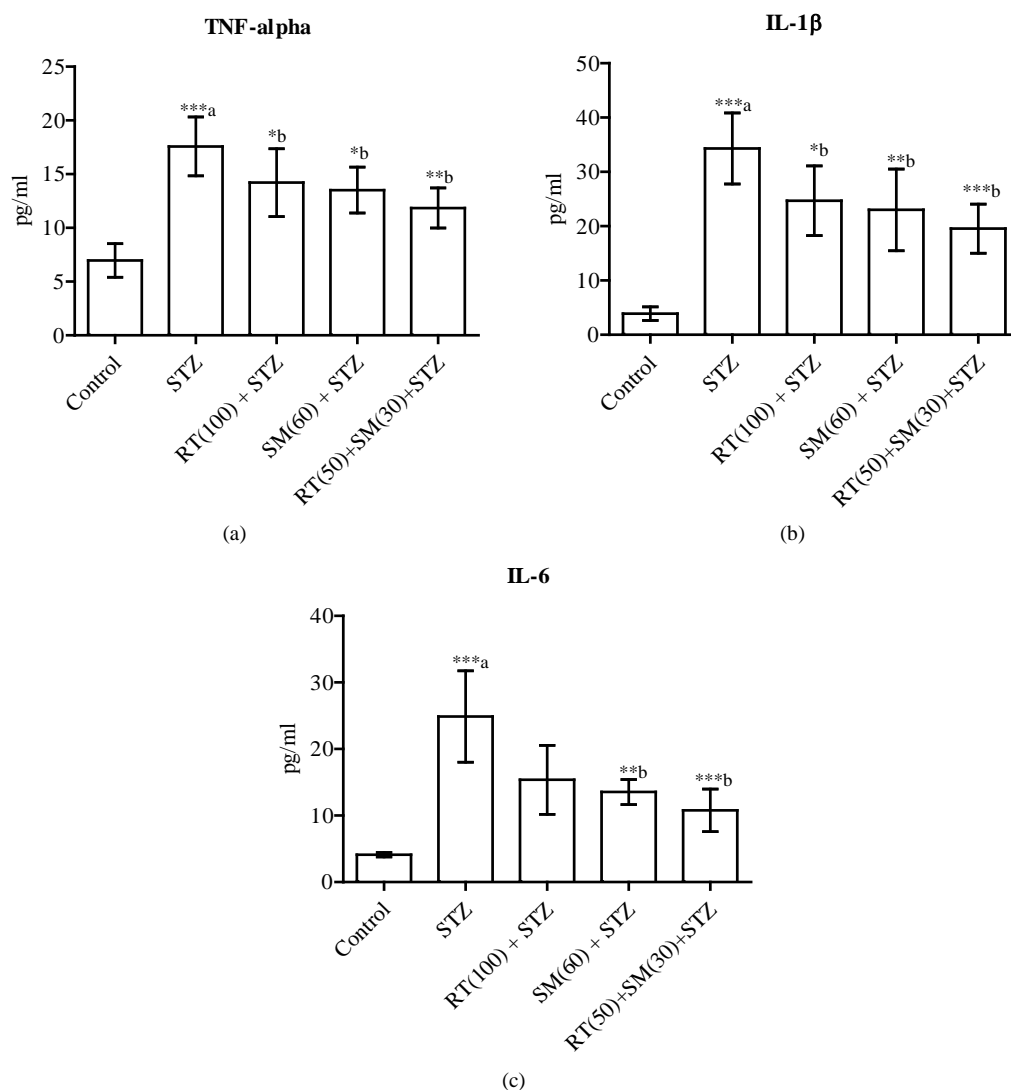 TNF-alpha
25
20
15
10
5
0
pg/ml
***a
*b
*b
**b
Control
STZ
RT(100) + STZ
SM(60) + STZ
RT(50)+SM(30)+STZ
(a)
IL-1β
50
40
30
20
10
0
pg/ml
***a
*b
**b
***b
Control
STZ
RT(100) + STZ
SM(60) + STZ
RT(50)+SM(30)+STZ
(b)
IL-6
40
30
20
10
0
pg/ml
***a
**b
***b
Control
STZ
RT(100) + STZ
SM(60) + STZ
RT(50)+SM(30)+STZ
(c)